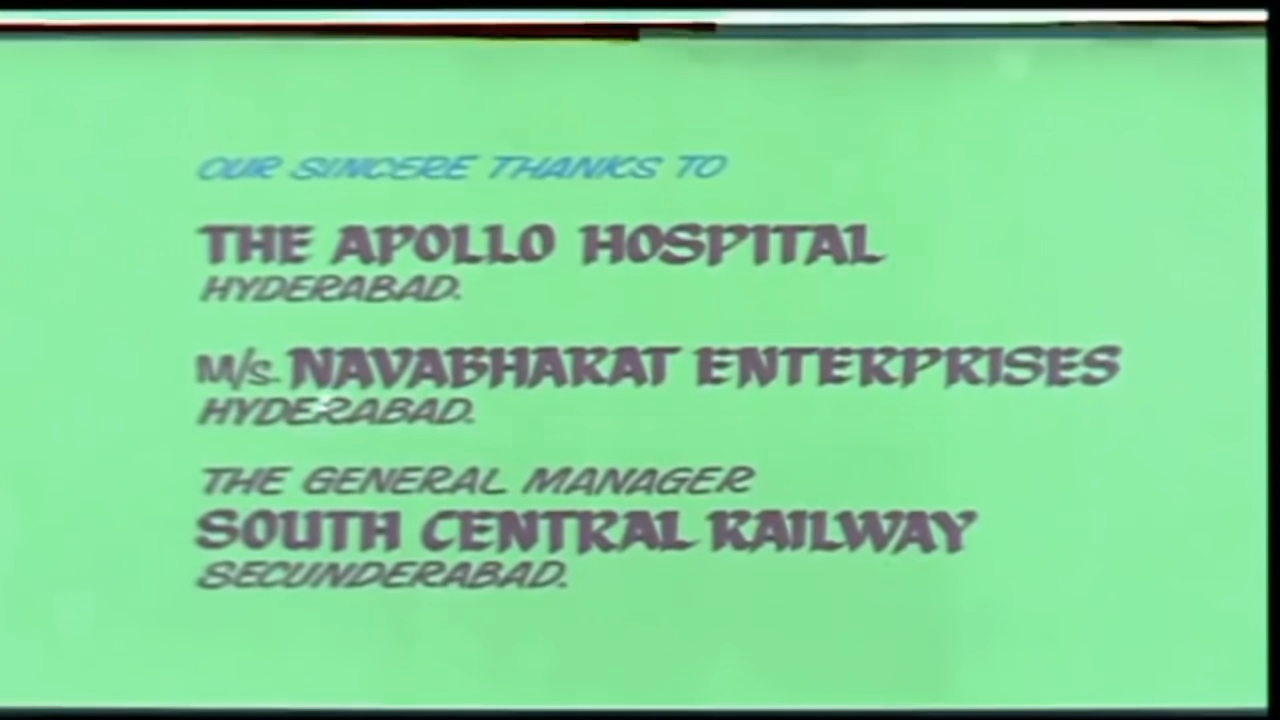 OUR SINCERE THANKS TO
THE APOLLO HOSPITAL
HYDERABAD.
M/s. NAVABHARAT ENTERPRISES
HYDERABAD.
THE GENERAL MANAGER
SOUTH CENTRAL RAILWAY
SECUNDERABAD.